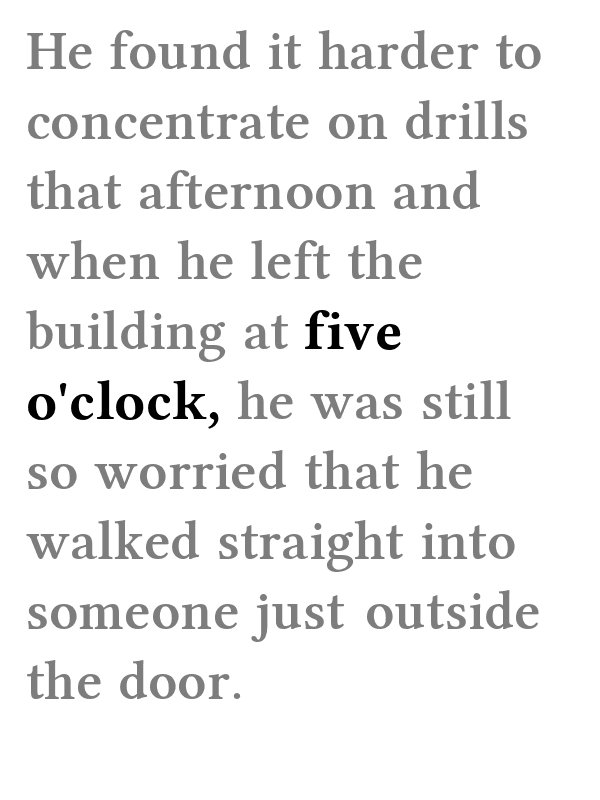 He found it harder to
concentrate on drills
that afternoon and
when he left the
building at five
o'clock, he was still
so worried that he
walked straight into
someone just outside
the door.